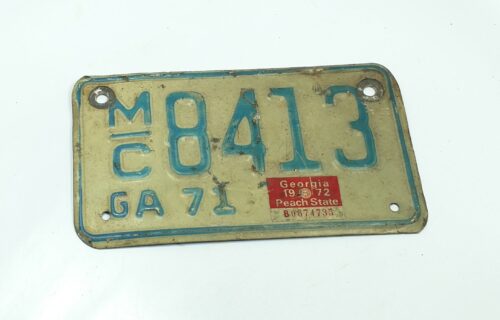 M/C 8413
GA 71
Georgia
19 72
Peach State